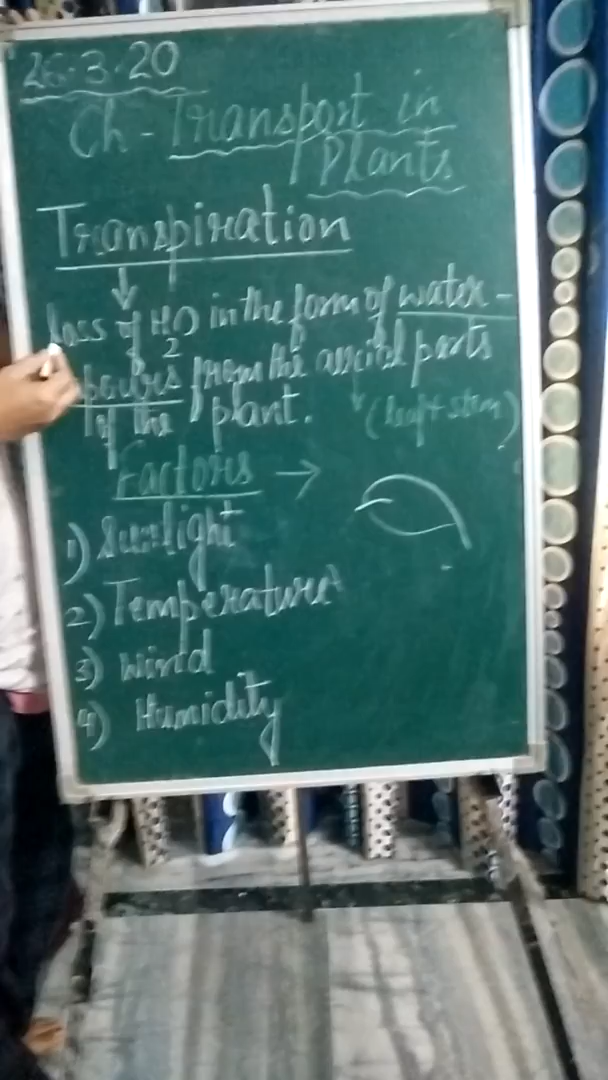 26.3.20
Ch - Transport in
Plants
Transpiration
↓
loss of H2O in the form of water-
pours from the aerial parts
of the plant. ↓ (leaf + stem)
Factors →
1) Sunlight
2) Temperature
3) Wind
4) Humidity